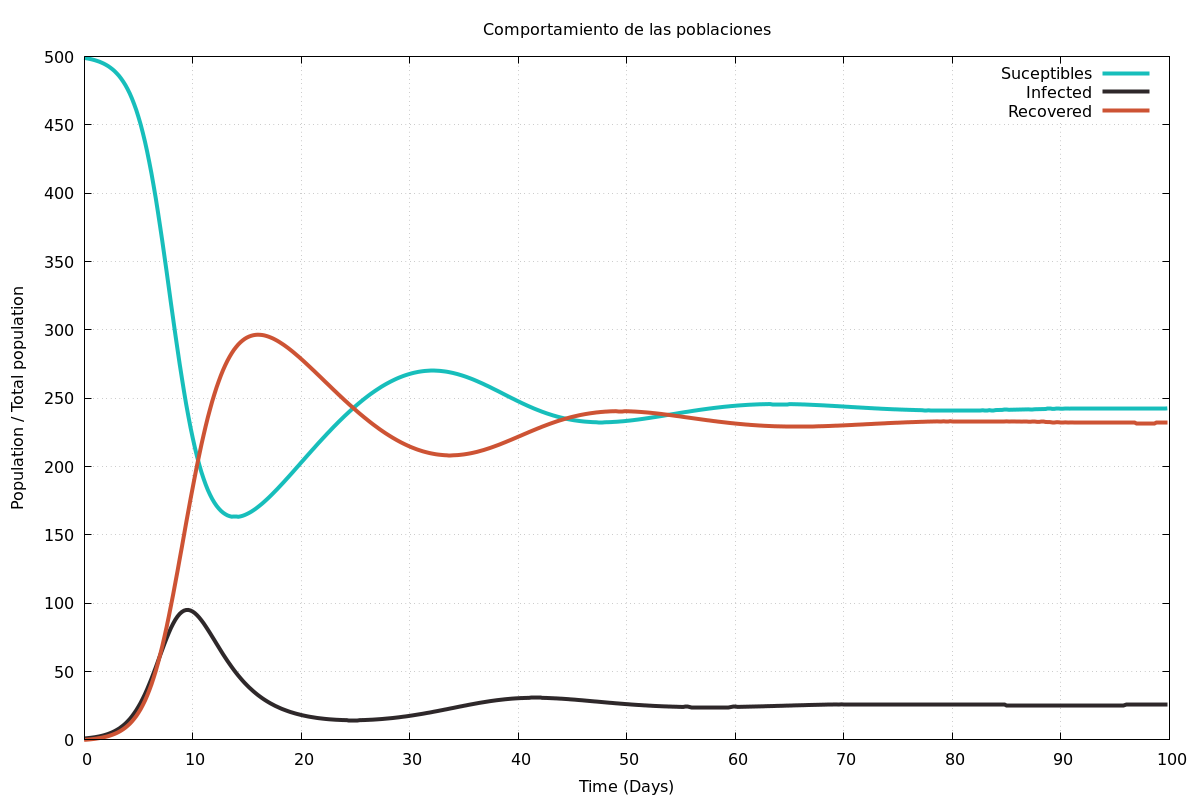 Comportamiento de las poblaciones
500
450
400
350
300
250
200
150
100
50
0
Population / Total population
Suceptibles
Infected
Recovered
0 10 20 30 40 50 60 70 80 90 100
Time (Days)